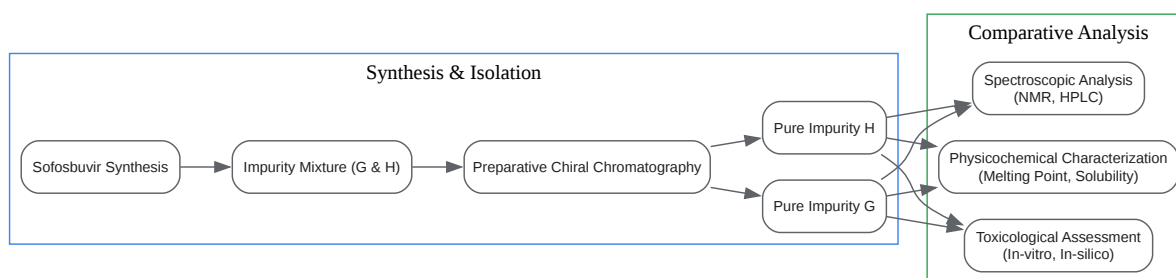 Synthesis & Isolation
Sofosbuvir Synthesis
Impurity Mixture (G & H)
Preparative Chiral Chromatography
Pure Impurity H
Pure Impurity G
Comparative Analysis
Spectroscopic Analysis
(NMR, HPLC)
Physicochemical Characterization
(Melting Point, Solubility)
Toxicological Assessment
(In-vitro, In-silico)